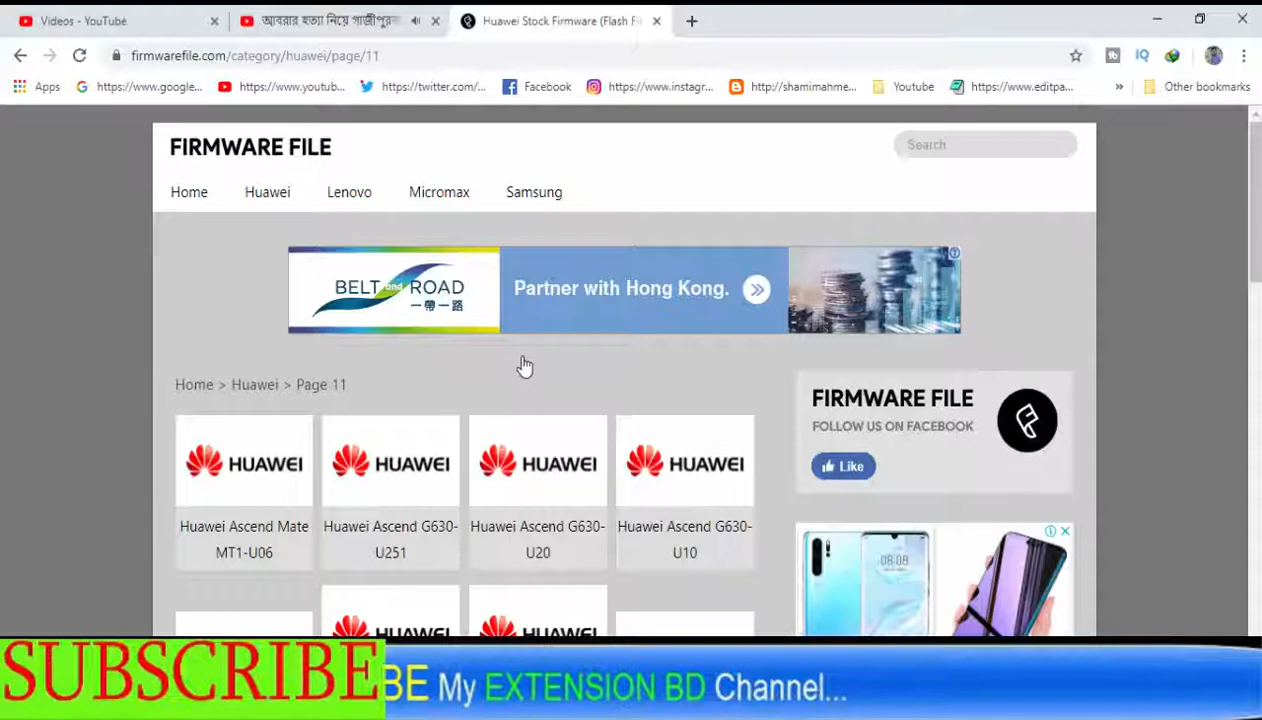 Videos - YouTube
আবরার হত্যা নিয়ে গাজীপুর
Huawei Stock Firmware (Flash Fi
firmwarefile.com/category/huawei/page/11
Apps
https://www.google...
https://www.youtub...
https://twitter.com/...
Facebook
https://www.instagr...
http://shamimahme...
Youtube
https://www.editpa...
»
Other bookmarks
FIRMWARE FILE
Search
Home
Huawei
Lenovo
Micromax
Samsung
BELT and ROAD
一帶一路
Partner with Hong Kong.
Home > Huawei > Page 11
FIRMWARE FILE
FOLLOW US ON FACEBOOK
Like
HUAWEI
HUAWEI
HUAWEI
HUAWEI
Huawei Ascend Mate
MT1-U06
Huawei Ascend G630-
U251
Huawei Ascend G630-
U20
Huawei Ascend G630-
U10
08:08
HUAWEI
HUAWEI
SUBSCRIBE
BE My EXTENSION BD Channel...